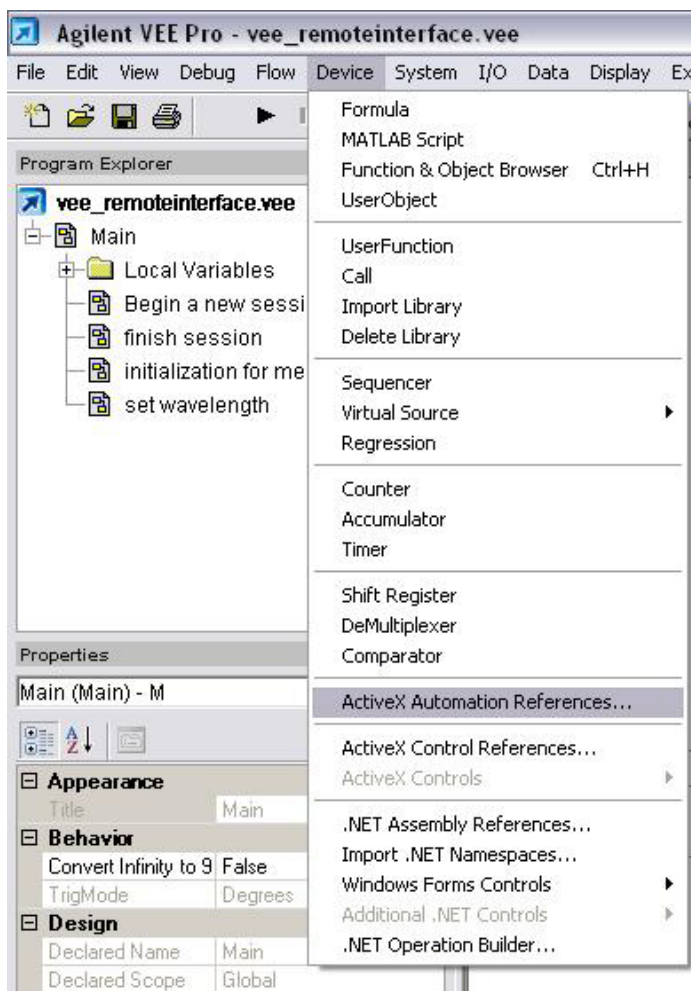 Agilent VEE Pro - vee_remoteinterface.vee
File Edit View Debug Flow Device System I/O Data Display Ex
Program Explorer
vee_remoteinterface.vee
Main
Local Variables
Begin a new sessi
finish session
initialization for me
set wavelength
Formula
MATLAB Script
Function & Object Browser Ctrl+H
UserObject
UserFunction
Call
Import Library
Delete Library
Sequencer
Virtual Source
Regression
Counter
Accumulator
Timer
Shift Register
DeMultiplexer
Comparator
ActiveX Automation References...
ActiveX Control References...
ActiveX Controls
.NET Assembly References...
Import .NET Namespaces...
Windows Forms Controls
Additional .NET Controls
.NET Operation Builder...
Properties
Main (Main) - M
Appearance
Title Main
Behavior
Convert Infinity to 9 False
TrigMode Degrees
Design
Declared Name Main
Declared Scope Global